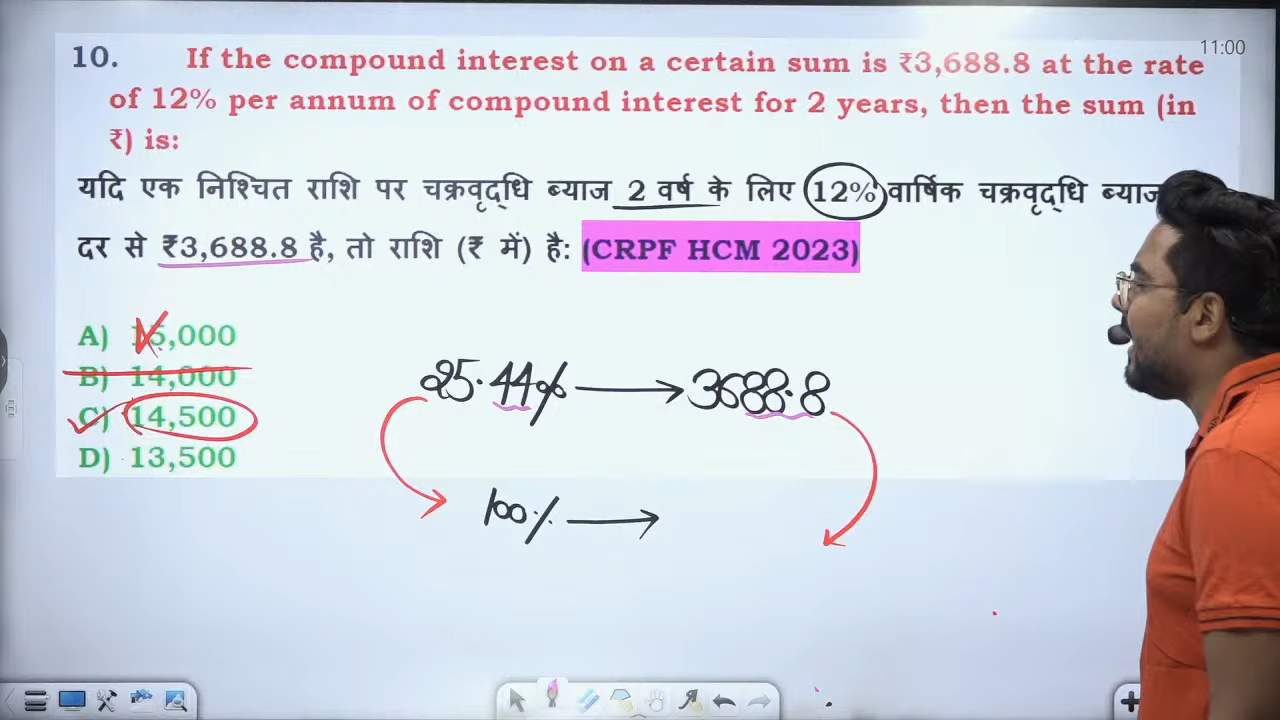 11:00
10. If the compound interest on a certain sum is ₹3,688.8 at the rate
of 12% per annum of compound interest for 2 years, then the sum (in
₹) is:
यदि एक निश्चित राशि पर चक्रवृद्धि ब्याज 2 वर्ष के लिए 12% वार्षिक चक्रवृद्धि ब्याज
दर से ₹3,688.8 है, तो राशि (₹ में) है: (CRPF HCM 2023)
A) 15,000
B) 14,000
C) 14,500
D) 13,500
25.44% → 3688.8
100% →